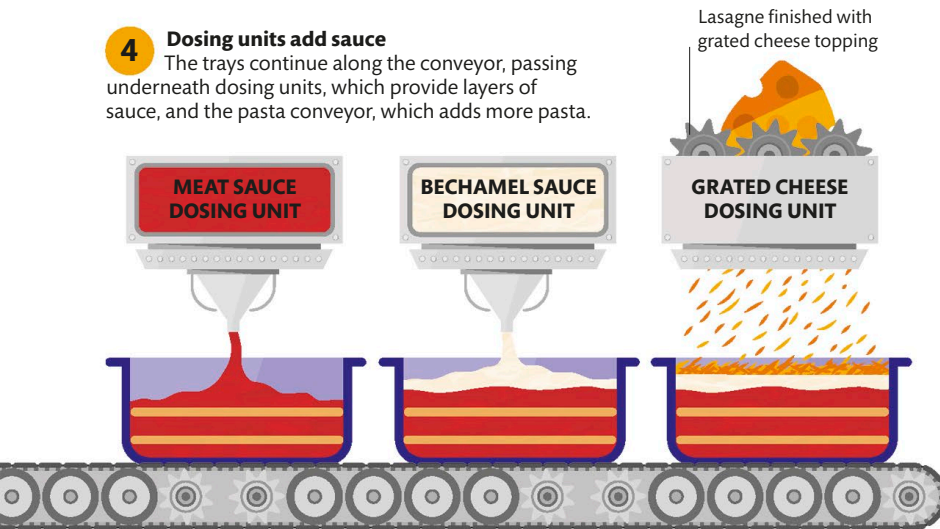 4
Dosing units add sauce
The trays continue along the conveyor, passing
underneath dosing units, which provide layers of
sauce, and the pasta conveyor, which adds more pasta.
Lasagne finished with
grated cheese topping
MEAT SAUCE
DOSING UNIT
BECHAMEL SAUCE
DOSING UNIT
GRATED CHEESE
DOSING UNIT